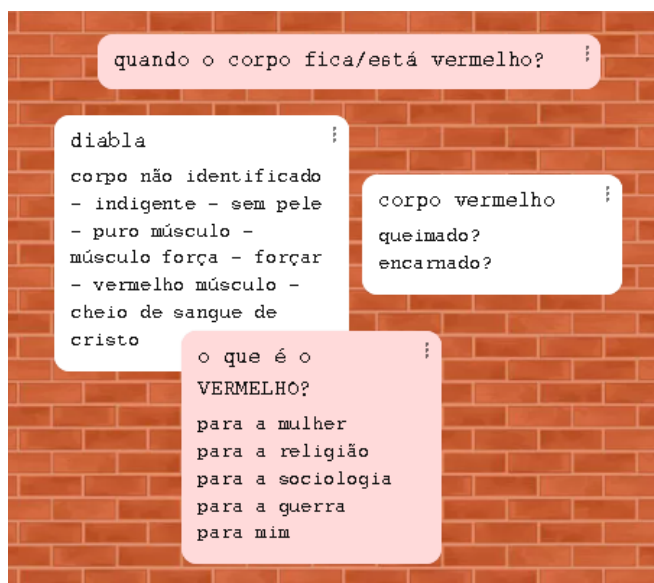 quando o corpo fica/está vermelho?
diabla
corpo não identificado
– indigente – sem pele
– puro músculo –
músculo força – forçar
– vermelho músculo –
cheio de sangue de
cristo
corpo vermelho
queimado?
encarnado?
o que é o
VERMELHO?
para a mulher
para a religião
para a sociologia
para a guerra
para mim